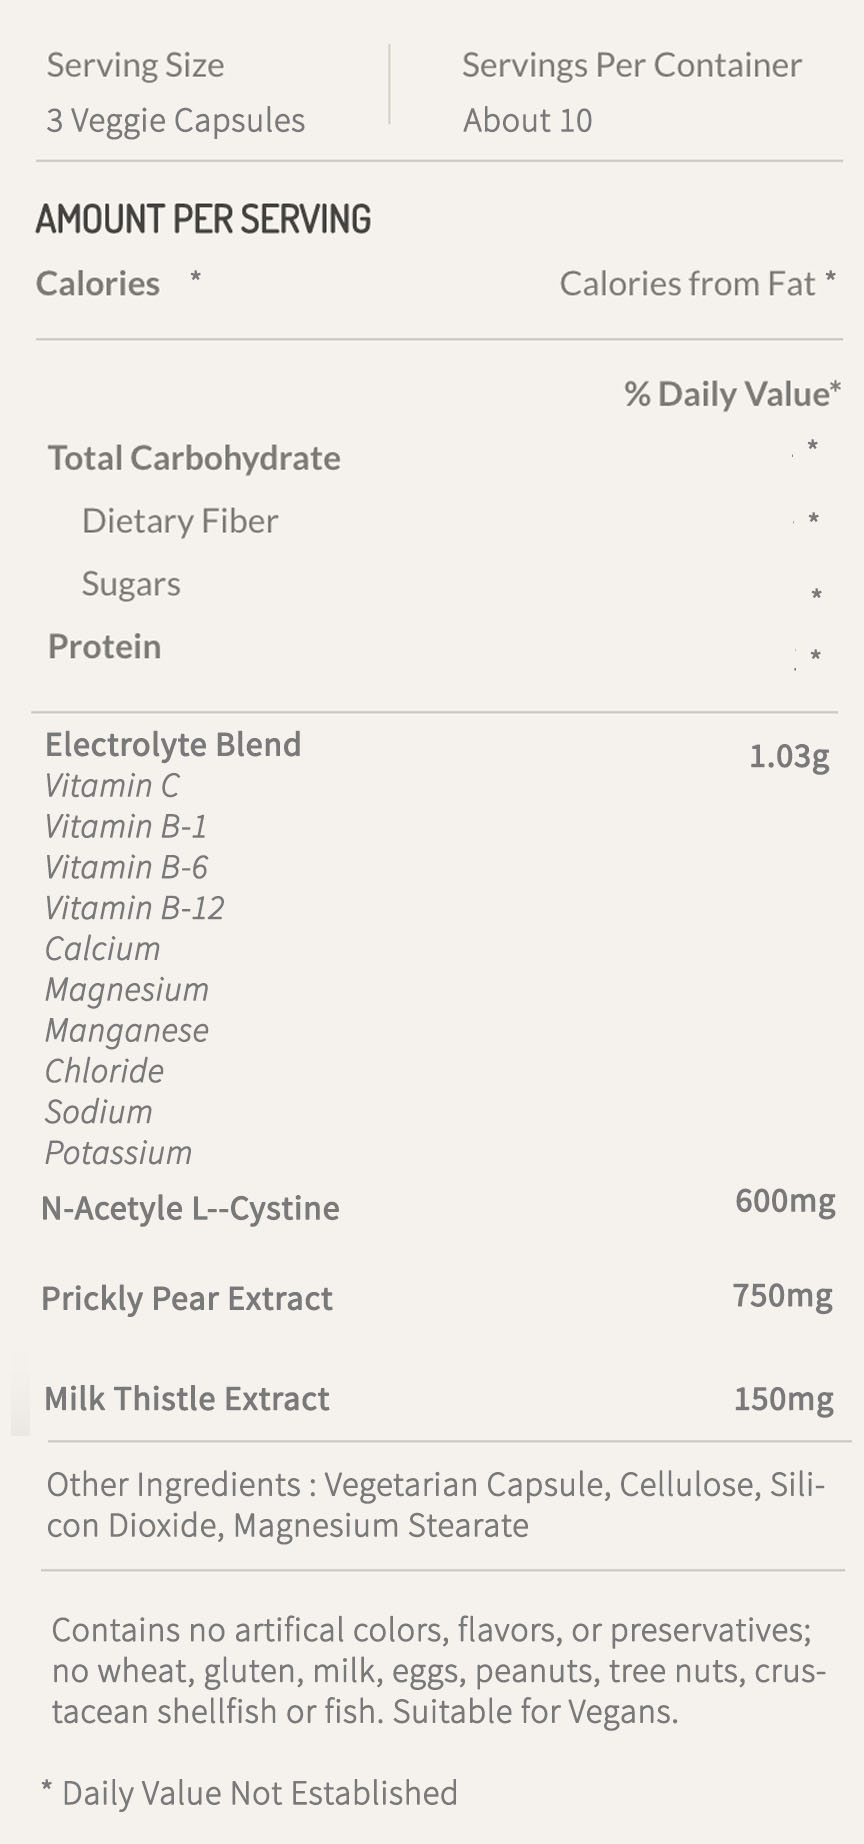 Serving Size
Servings Per Container
3 Veggie Capsules
About 10
AMOUNT PER SERVING
Calories *
Calories from Fat *
% Daily Value*
Total Carbohydrate *
Dietary Fiber *
Sugars *
Protein *
Electrolyte Blend 1.03g
Vitamin C
Vitamin B-1
Vitamin B-6
Vitamin B-12
Calcium
Magnesium
Manganese
Chloride
Sodium
Potassium
N-Acetyle L--Cystine 600mg
Prickly Pear Extract 750mg
Milk Thistle Extract 150mg
Other Ingredients : Vegetarian Capsule, Cellulose, Sili-
con Dioxide, Magnesium Stearate
Contains no artifical colors, flavors, or preservatives;
no wheat, gluten, milk, eggs, peanuts, tree nuts, crus-
tacean shellfish or fish. Suitable for Vegans.
* Daily Value Not Established